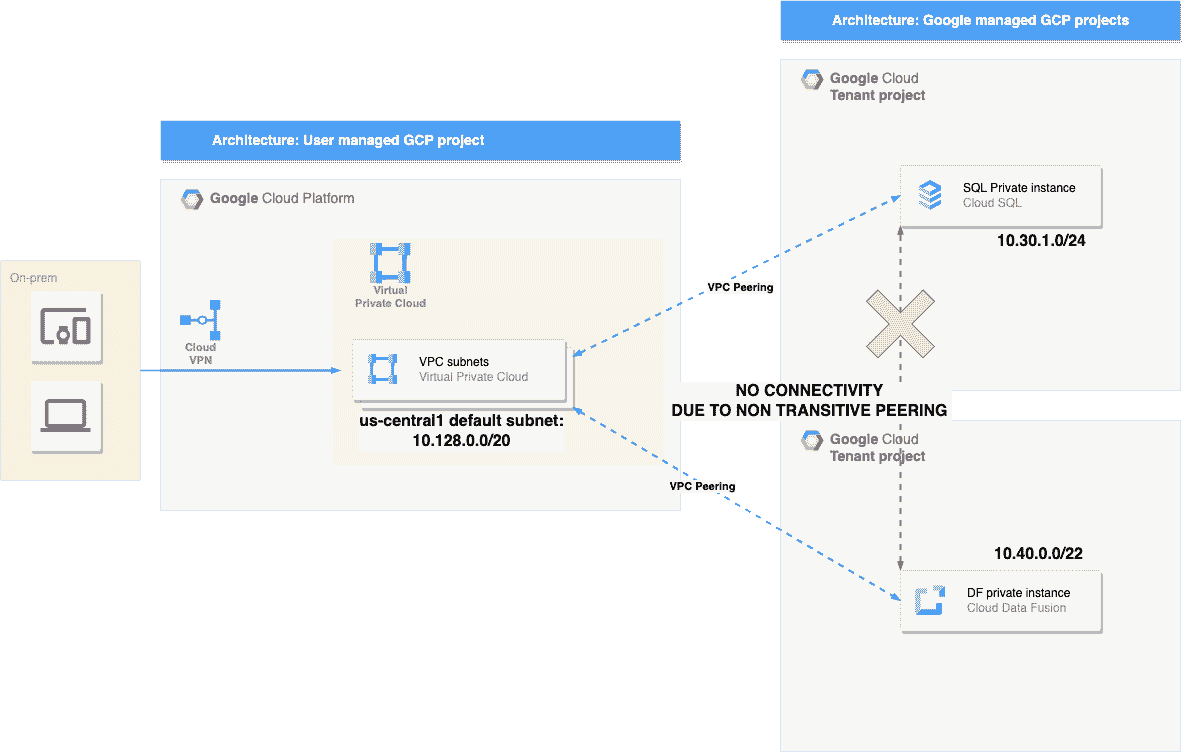 Architecture: Google managed GCP projects
Google Cloud
Tenant project
Architecture: User managed GCP project
Google Cloud Platform
SQL Private instance
Cloud SQL
10.30.1.0/24
Virtual
Private Cloud
On-prem
VPC Peering
Cloud
VPN
VPC subnets
Virtual Private Cloud
us-central1 default subnet:
10.128.0.0/20
NO CONNECTIVITY
DUE TO NON TRANSITIVE PEERING
Google Cloud
Tenant project
VPC Peering
10.40.0.0/22
DF private instance
Cloud Data Fusion